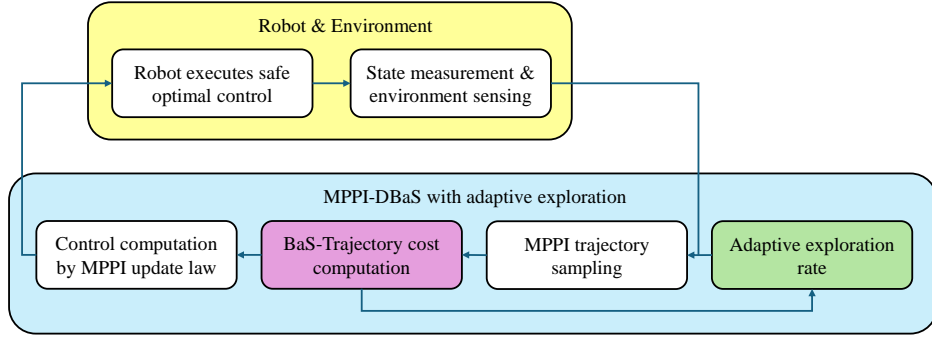 Robot & Environment
Robot executes safe
optimal control
State measurement &
environment sensing
MPPI-DBaS with adaptive exploration
Control computation
by MPPI update law
BaS-Trajectory cost
computation
MPPI trajectory
sampling
Adaptive exploration
rate